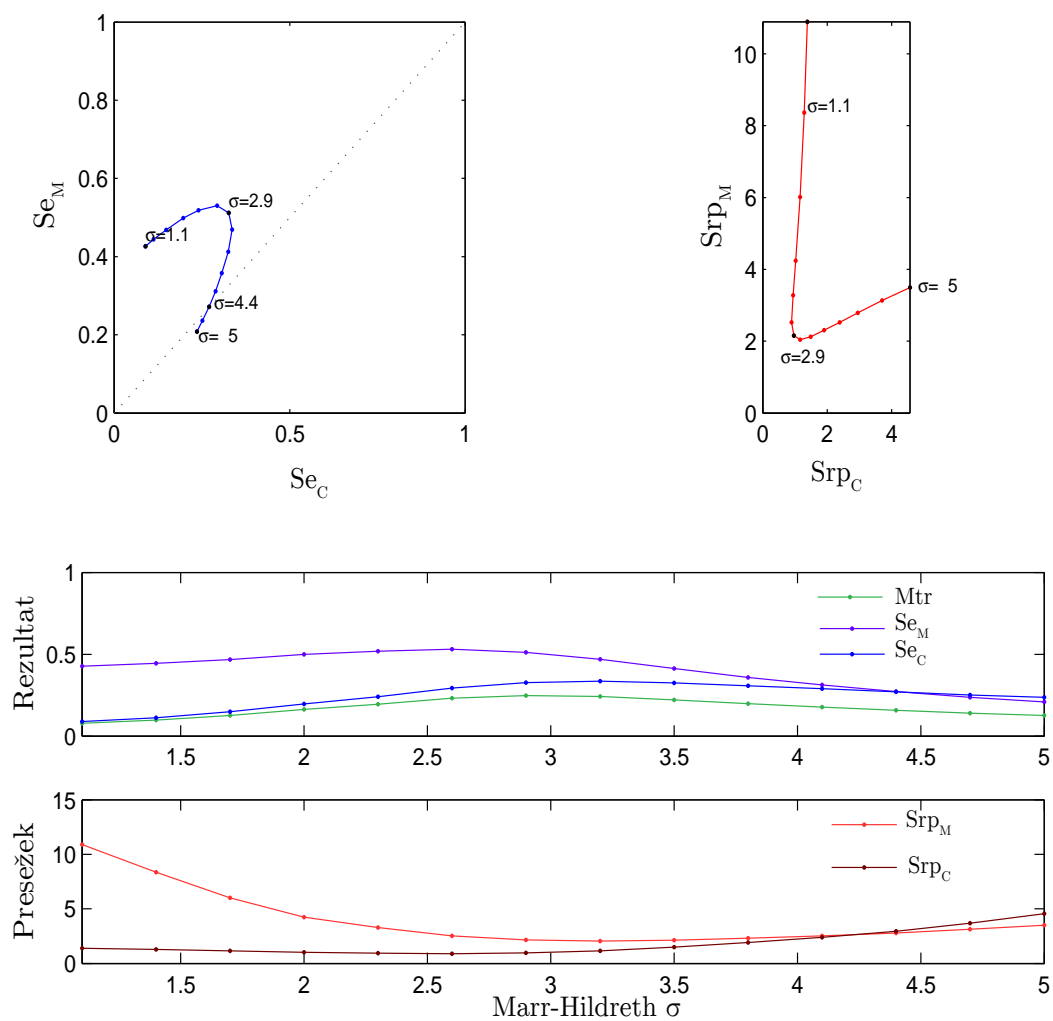 1
0.8
0.6
0.4
0.2
0
Se_M
σ=2.9
σ=1.1
σ=4.4
σ= 5
0 0.5 1
Se_C
10
8
6
4
2
0
Srp_M
σ=1.1
σ= 5
σ=2.9
0 2 4
Srp_C
1
0.5
0
Rezultat
Mtr
Se_M
Se_C
1.5 2 2.5 3 3.5 4 4.5 5
15
10
5
0
Presežek
Srp_M
Srp_C
1.5 2 2.5 3 3.5 4 4.5 5
Marr-Hildreth σ